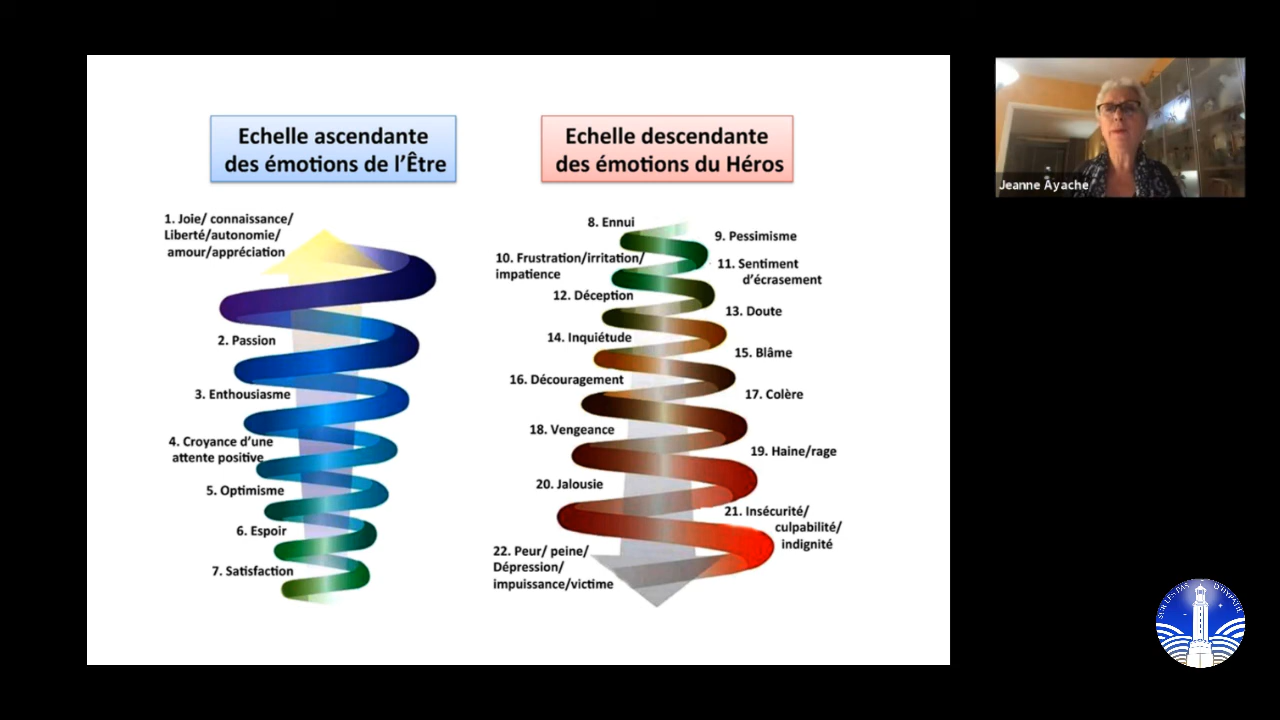 Echelle ascendante
des émotions de l'Être
1. Joie/ connaissance/
Liberté/autonomie/
amour/appréciation
2. Passion
3. Enthousiasme
4. Croyance d'une
attente positive
5. Optimisme
6. Espoir
7. Satisfaction
Echelle descendante
des émotions du Héros
8. Ennui
9. Pessimisme
10. Frustration/irritation/
impatience
11. Sentiment
d'écrasement
12. Déception
13. Doute
14. Inquiétude
15. Blâme
16. Découragement
17. Colère
18. Vengeance
19. Haine/rage
20. Jalousie
21. Insécurité/
culpabilité/
indignité
22. Peur/ peine/
Dépression/
impuissance/victime
Jeanne Ayache
SUR LES PAS D'HYPATIE